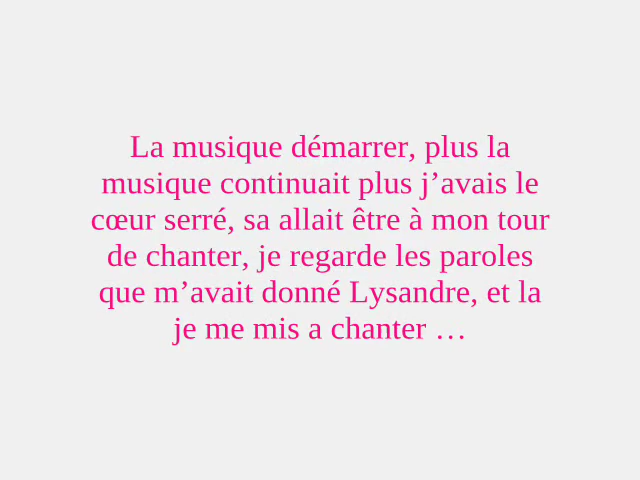 La musique démarrer, plus la
musique continuait plus j’avais le
cœur serré, sa allait être à mon tour
de chanter, je regarde les paroles
que m’avait donné Lysandre, et la
je me mis a chanter …